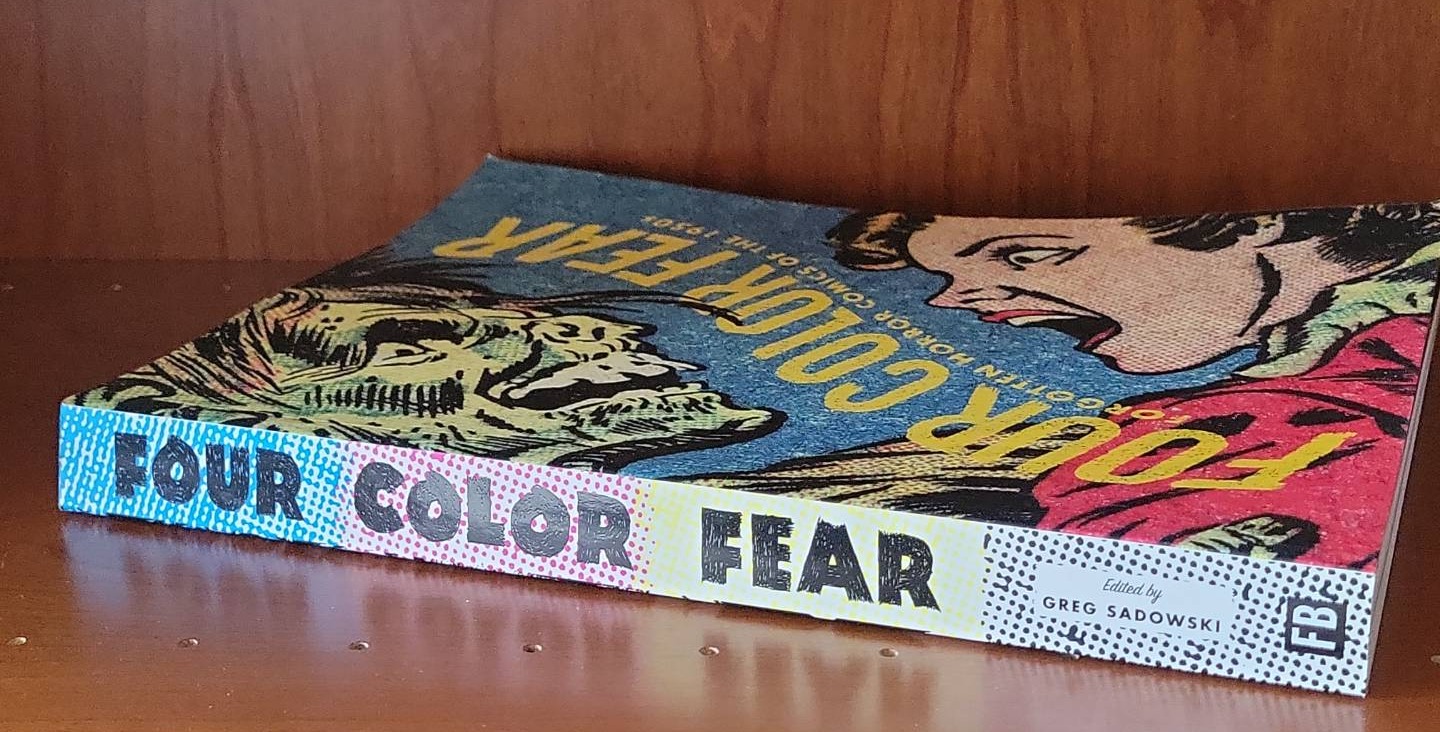 FOUR COLOR FEAR
FORGOTTEN HORROR COMICS OF THE 1950s
FOUR COLOR FEAR
Edited by
GREG SADOWSKI
FB